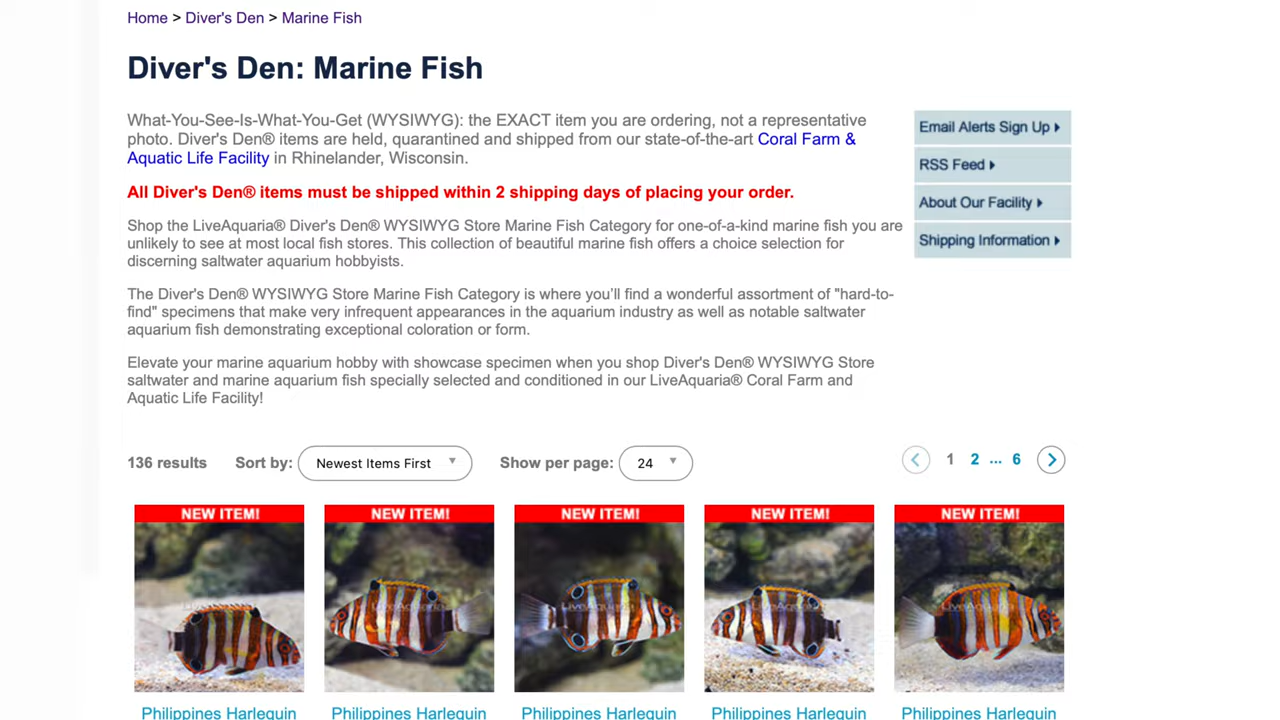 Home > Diver's Den > Marine Fish
Diver's Den: Marine Fish
What-You-See-Is-What-You-Get (WYSIWYG): the EXACT item you are ordering, not a representative
photo. Diver's Den® items are held, quarantined and shipped from our state-of-the-art Coral Farm &
Aquatic Life Facility in Rhinelander, Wisconsin.
All Diver's Den® items must be shipped within 2 shipping days of placing your order.
Shop the LiveAquaria® Diver's Den® WYSIWYG Store Marine Fish Category for one-of-a-kind marine fish you are
unlikely to see at most local fish stores. This collection of beautiful marine fish offers a choice selection for
discerning saltwater aquarium hobbyists.
The Diver's Den® WYSIWYG Store Marine Fish Category is where you’ll find a wonderful assortment of "hard-to-
find" specimens that make very infrequent appearances in the aquarium industry as well as notable saltwater
aquarium fish demonstrating exceptional coloration or form.
Elevate your marine aquarium hobby with showcase specimen when you shop Diver's Den® WYSIWYG Store
saltwater and marine aquarium fish specially selected and conditioned in our LiveAquaria® Coral Farm and
Aquatic Life Facility!
Email Alerts Sign Up
RSS Feed
About Our Facility
Shipping Information
136 results Sort by: Newest Items First Show per page: 24 1 2 ... 6
NEW ITEM! NEW ITEM! NEW ITEM! NEW ITEM! NEW ITEM!
LiveAquaria LiveAquaria LiveAquaria LiveAquaria LiveAquaria
Philippines Harlequin Philippines Harlequin Philippines Harlequin Philippines Harlequin Philippines Harlequin